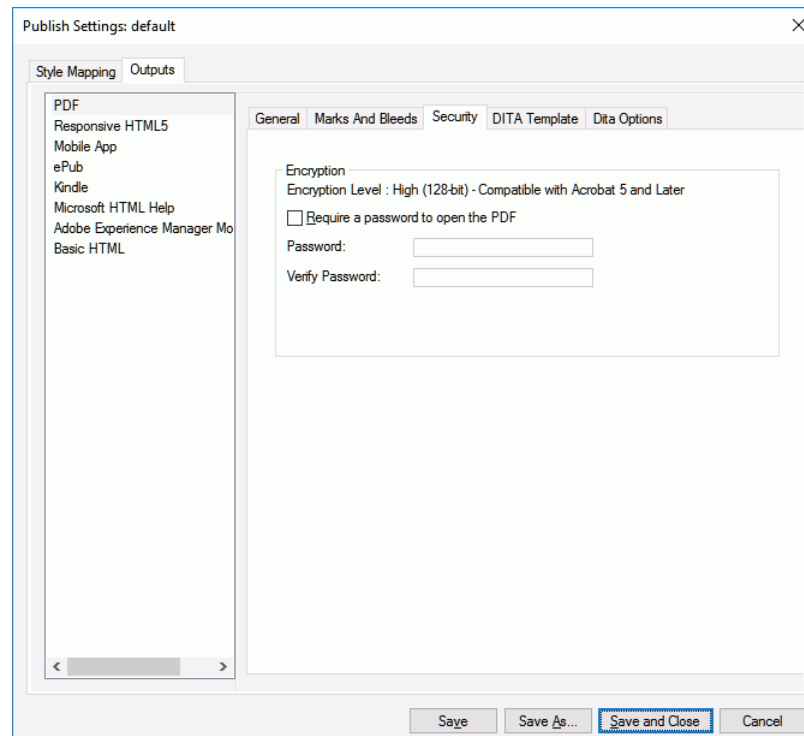 Publish Settings: default
Style Mapping
Outputs
PDF
Responsive HTML5
Mobile App
ePub
Kindle
Microsoft HTML Help
Adobe Experience Manager Mo
Basic HTML
General
Marks And Bleeds
Security
DITA Template
Dita Options
Encryption
Encryption Level : High (128-bit) - Compatible with Acrobat 5 and Later
Require a password to open the PDF
Password:
Verify Password:
Save
Save As...
Save and Close
Cancel